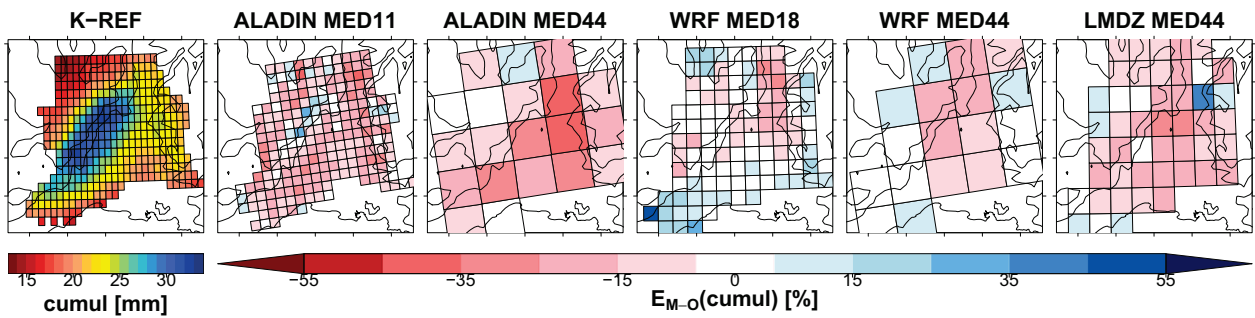 K−REF ALADIN MED11 ALADIN MED44 WRF MED18 WRF MED44 LMDZ MED44
15 20 25 30 −55 −35 −15 0 15 35 55
cumul [mm] E_M−O(cumul) [%]